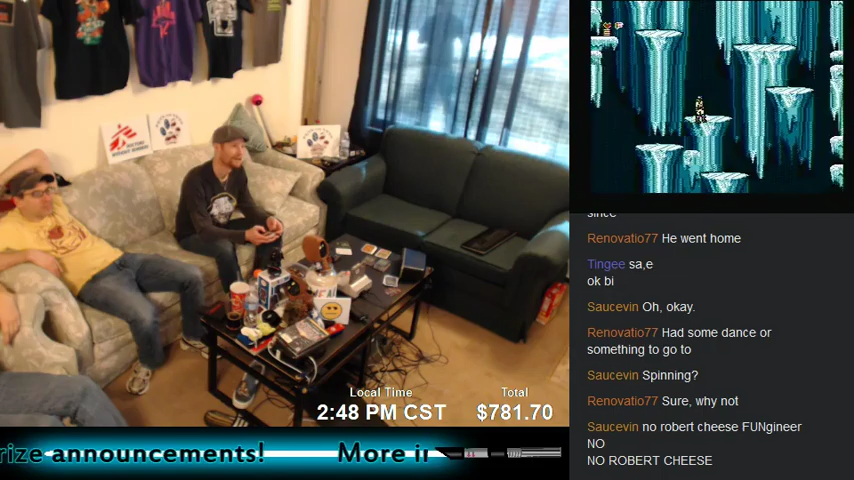 since
Renovatio77 He went home
Tingee sa,e
ok bi
Saucevin Oh, okay.
Renovatio77 Had some dance or
something to go to
Saucevin Spinning?
Renovatio77 Sure, why not
Saucevin no robert cheese FUNgineer
NO
NO ROBERT CHEESE
Local Time
2:48 PM CST
Total
$781.70
rize announcements!
More in